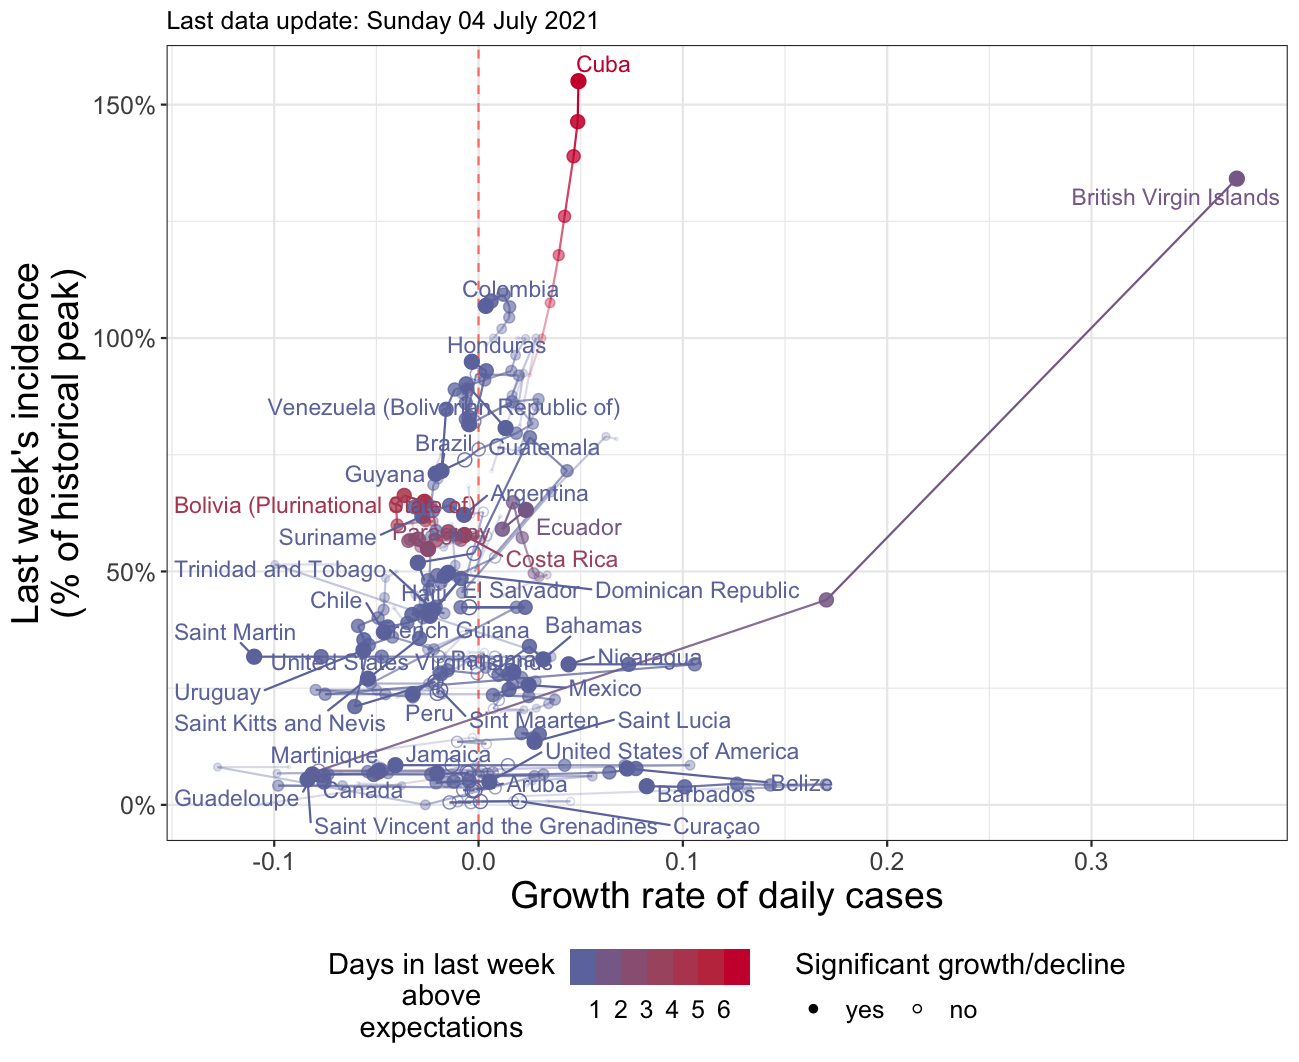 Last data update: Sunday 04 July 2021
Last week's incidence
(% of historical peak)
150%
100%
50%
0%
Cuba
British Virgin Islands
Colombia
Honduras
Venezuela (Bolivarian Republic of)
Brazil
Guatemala
Guyana
Argentina
Bolivia (Plurinational State of)
Ecuador
Paraguay
Suriname
Costa Rica
Trinidad and Tobago
Haiti
El Salvador
Dominican Republic
Chile
Saint Martin
French Guiana
Bahamas
United States Virgin Islands
Panama
Nicaragua
Uruguay
Mexico
Saint Kitts and Nevis
Peru
Sint Maarten
Saint Lucia
Martinique
Jamaica
United States of America
Guadeloupe
Canada
Aruba
Barbados
Belize
Saint Vincent and the Grenadines
Curaçao
-0.1
0.0
0.1
0.2
0.3
Growth rate of daily cases
Days in last week
above
expectations
1 2 3 4 5 6
Significant growth/decline
yes
no